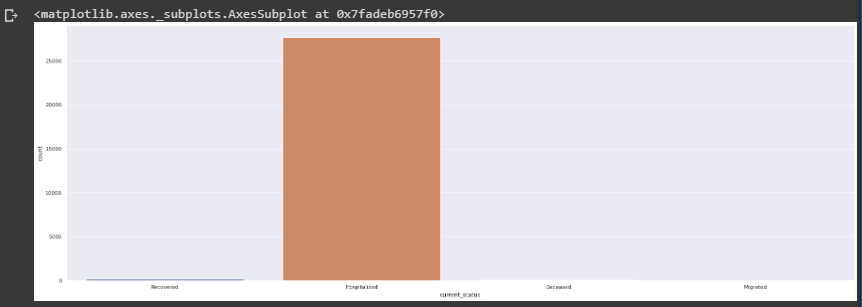 <matplotlib.axes._subplots.AxesSubplot at 0x7fadeb6957f0>
25000
20000
15000
10000
5000
0
count
Recovered Hospitalized Deceased Migrated
current_status